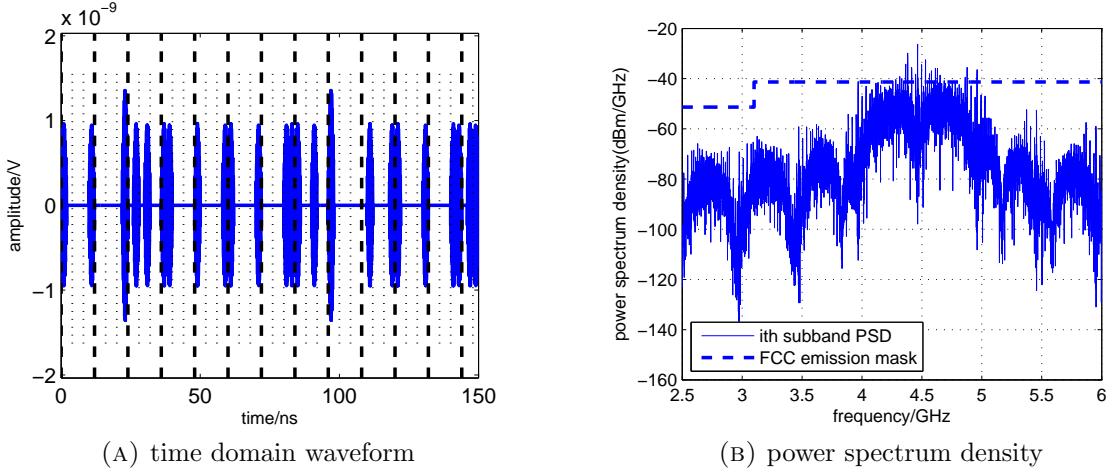 x 10⁻⁹
2
1
0
−1
−2
0
50
100
150
amplitude/V
time/ns
(A) time domain waveform
−20
−40
−60
−80
−100
−120
−140
−160
2.5
3
3.5
4
4.5
5
5.5
6
power spectrum density(dBm/GHz)
frequency/GHz
ith subband PSD
FCC emission mask
(B) power spectrum density